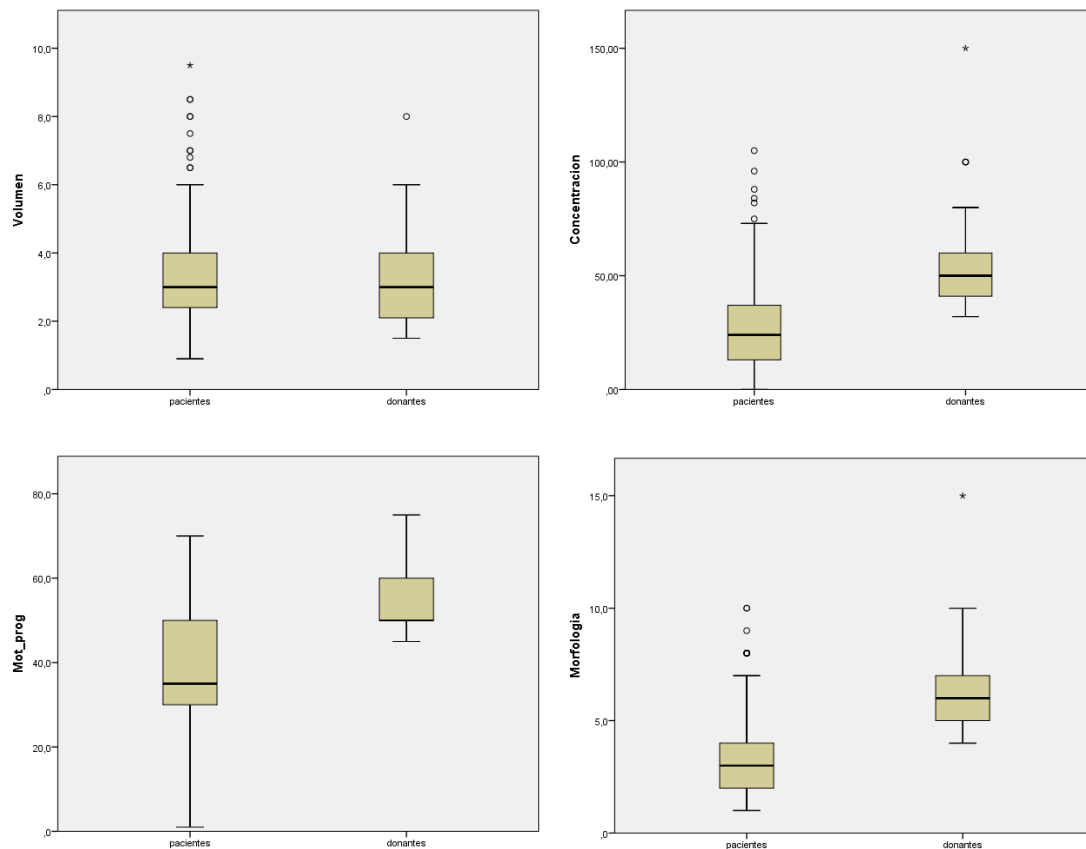 Volumen
10,0
8,0
6,0
4,0
2,0
,0
pacientes donantes
Concentracion
150,00
100,00
50,00
,00
pacientes donantes
Mot_prog
80,0
60,0
40,0
20,0
,0
pacientes donantes
Morfologia
15,0
10,0
5,0
,0
pacientes donantes